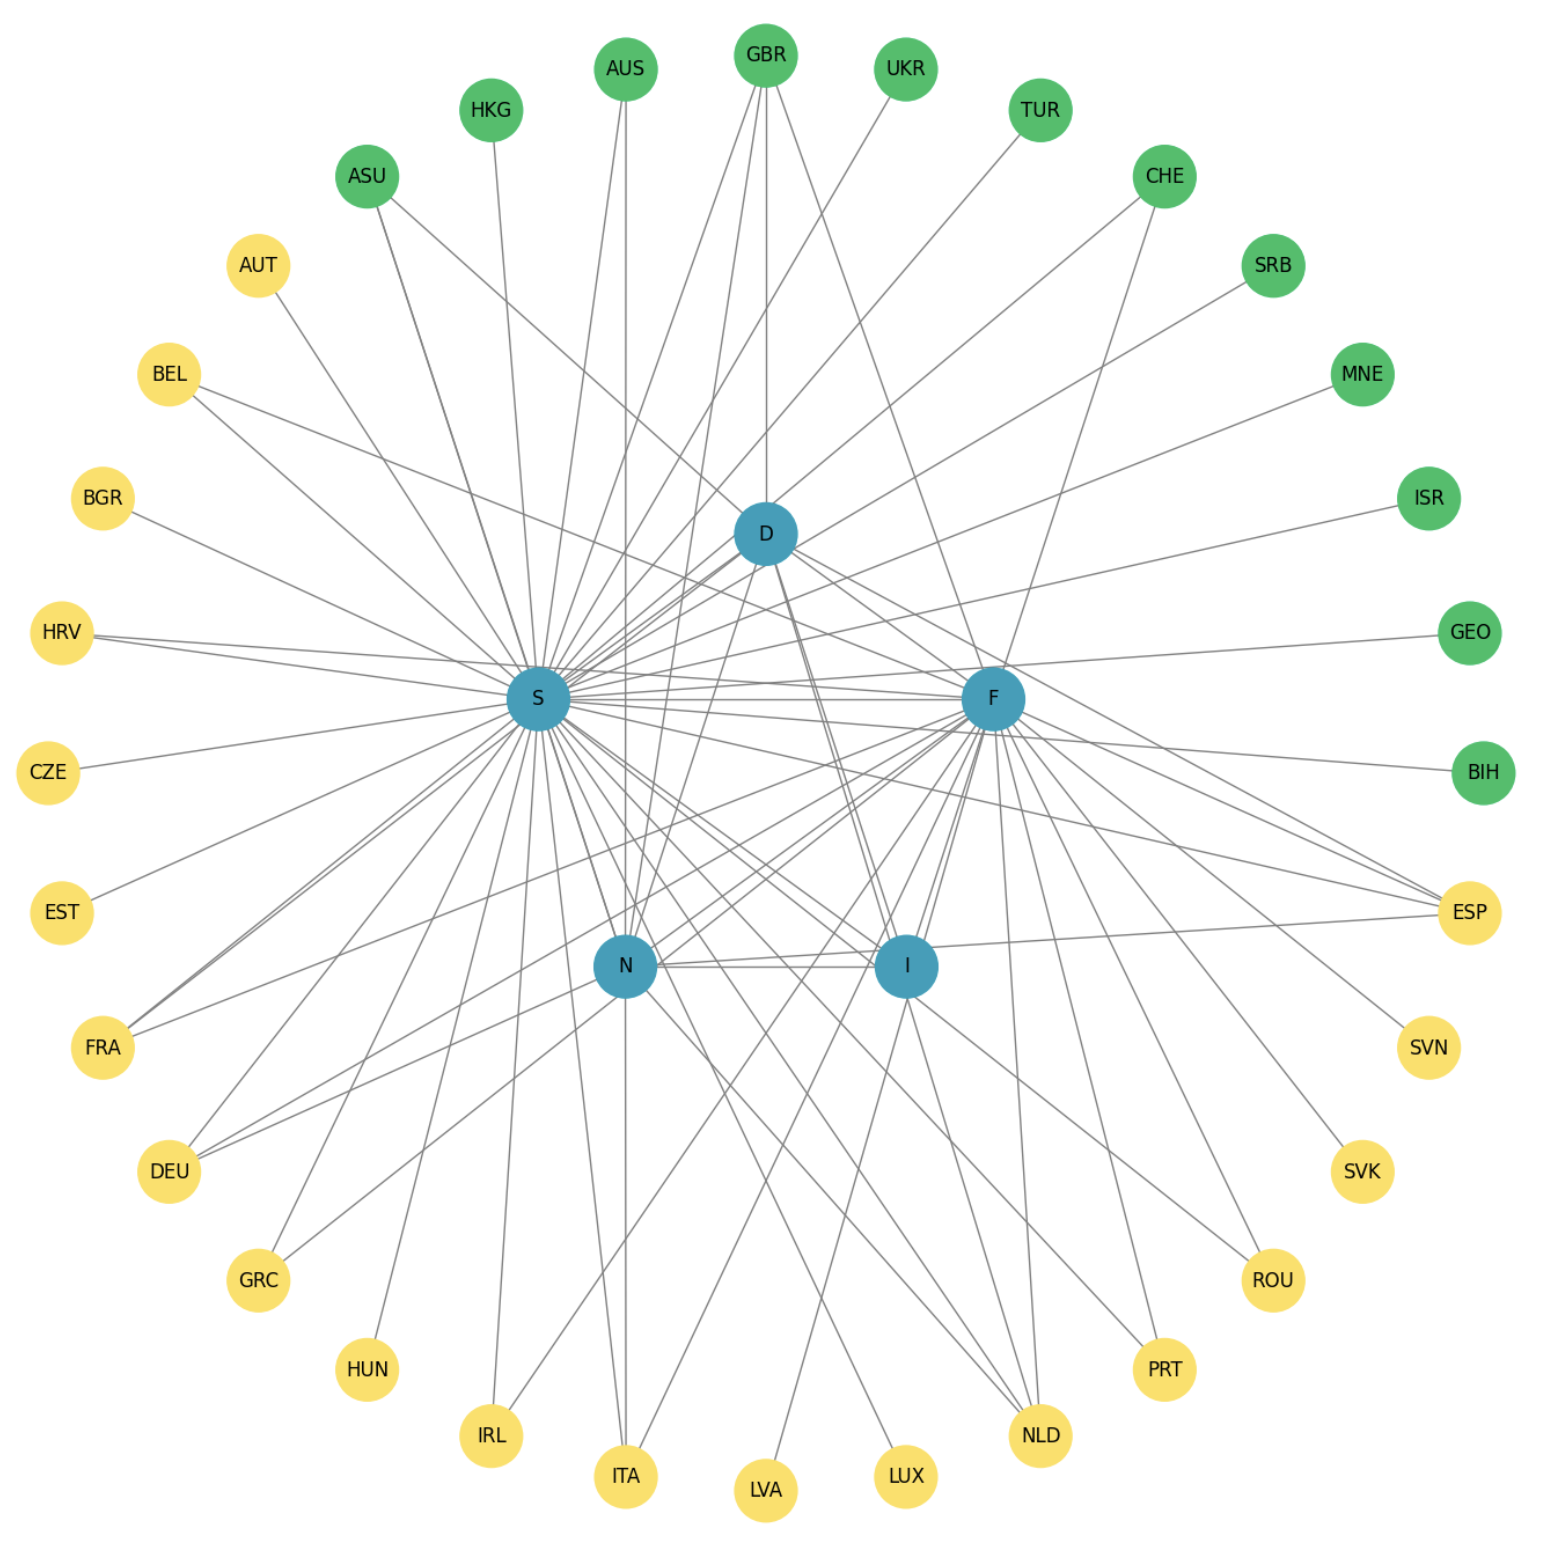 GBR
AUS
UKR
HKG
TUR
ASU
CHE
AUT
SRB
BEL
MNE
BGR
ISR
D
HRV
GEO
S
F
CZE
BIH
EST
ESP
N
I
FRA
SVN
DEU
SVK
GRC
ROU
HUN
PRT
IRL
NLD
ITA
LUX
LVA